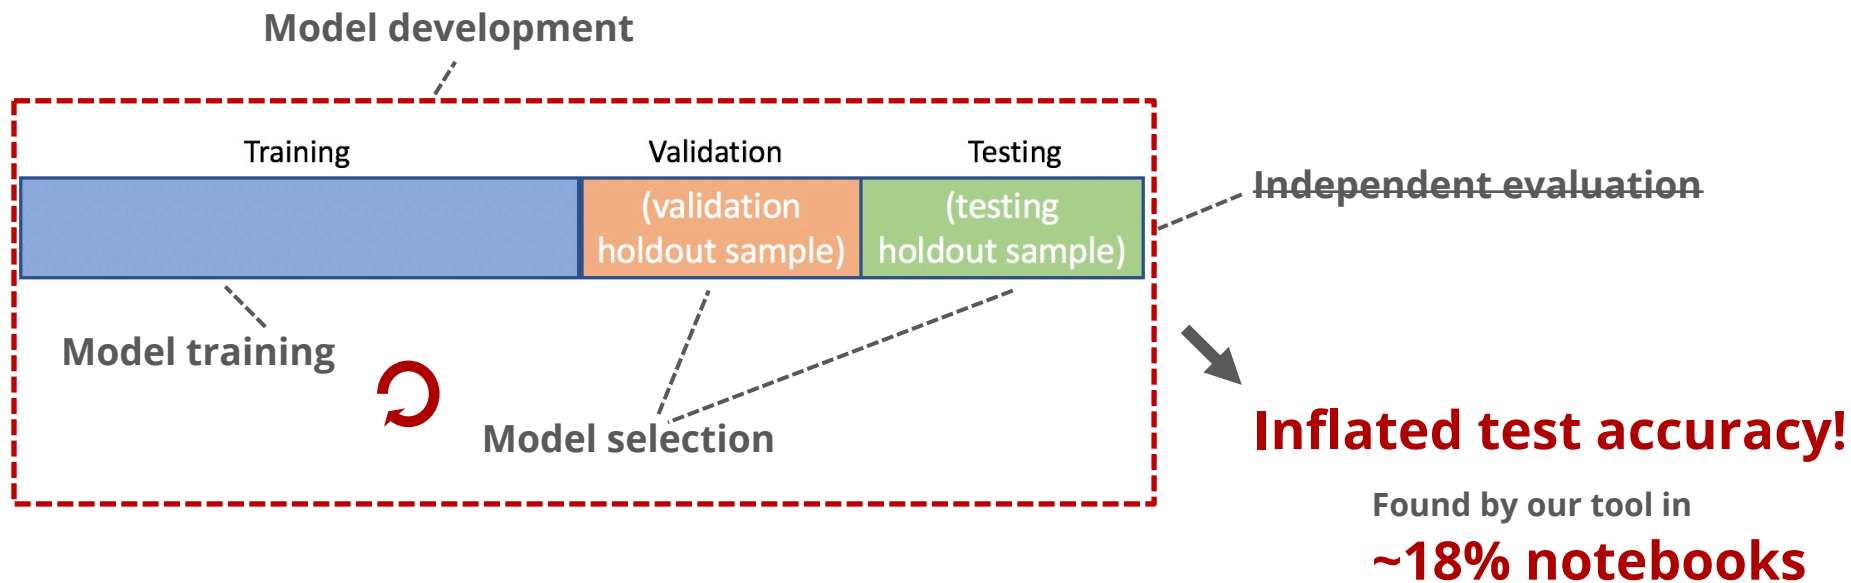 Model development
Training
Validation
Testing
(validation
holdout sample)
(testing
holdout sample)
Independent evaluation
Model training
Model selection
Inflated test accuracy!
Found by our tool in
~18% notebooks